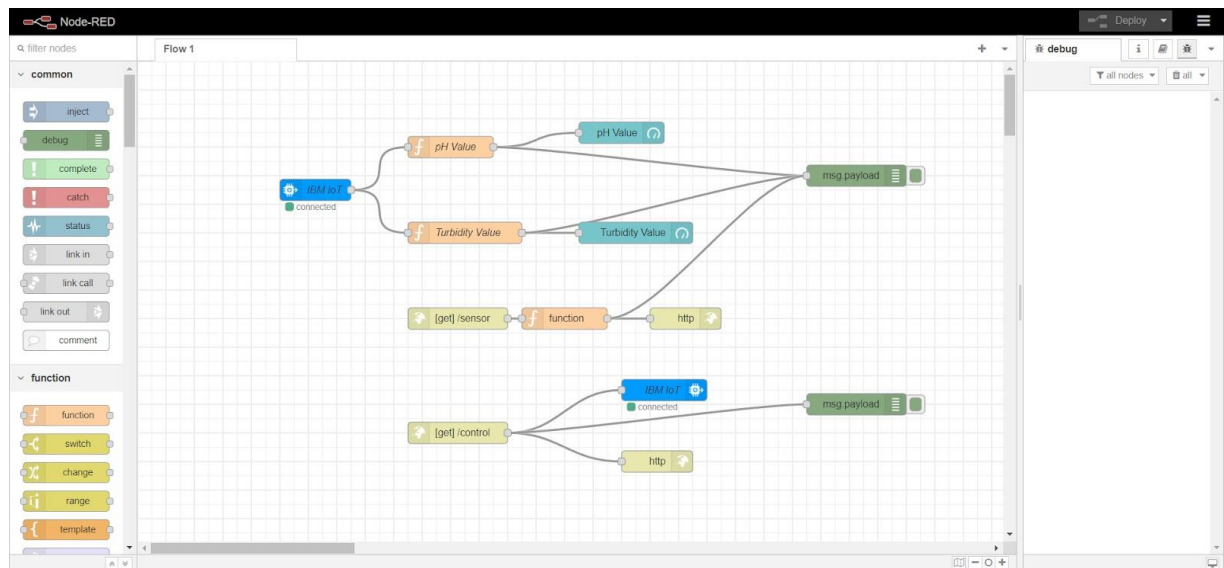 Node-RED
Deploy
filter nodes
Flow 1
debug
i
all nodes
all
common
inject
debug
complete
catch
status
link in
link call
link out
comment
function
function
switch
change
range
template
IBM IoT
connected
pH Value
pH Value
Turbidity Value
Turbidity Value
msg.payload
[get] /sensor
function
http
[get] /control
IBM IoT
connected
msg.payload
http